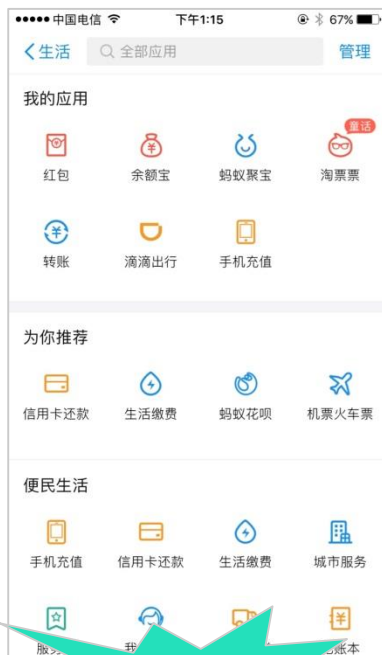 中国电信 下午1:15 67%
生活 全部应用 管理
我的应用
童话
红包 余额宝 蚂蚁聚宝 淘票票
转账 滴滴出行 手机充值
为你推荐
信用卡还款 生活缴费 蚂蚁花呗 机票火车票
便民生活
手机充值 信用卡还款 生活缴费 城市服务
服 我 账本